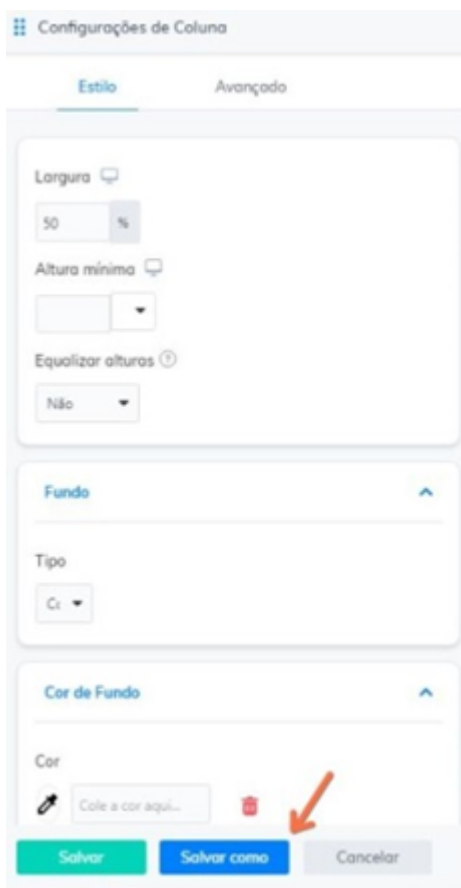 Configurações de Coluna
Estilo Avançado
Largura
50 %
Altura mínima
Equalizar alturas ?
Não
Fundo
Tipo
Co
Cor de Fundo
Cor
Cole a cor aqui...
Salvar Salvar como Cancelar